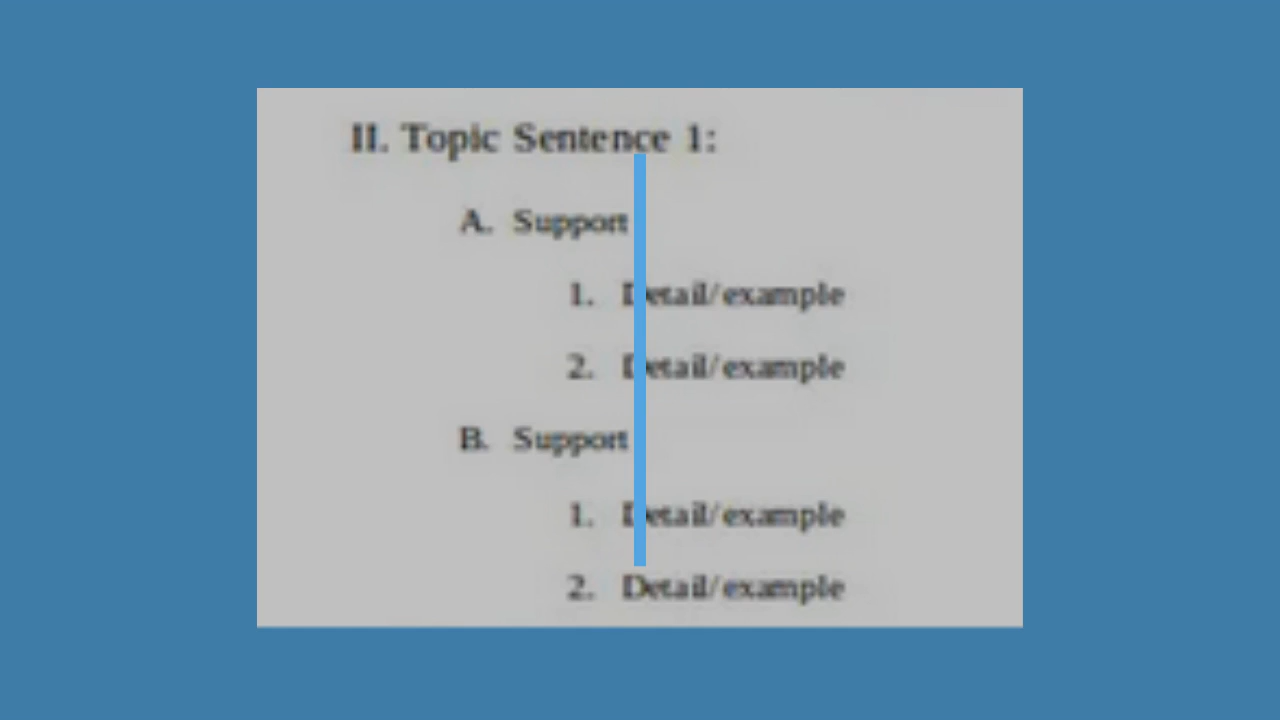 II. Topic Sentence 1:
A. Support
1. Detail/example
2. Detail/example
B. Support
1. Detail/example
2. Detail/example